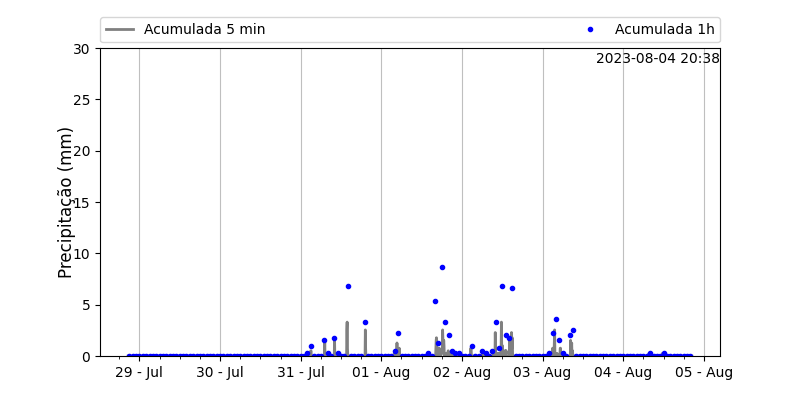 Acumulada 5 min
Acumulada 1h
2023-08-04 20:38
Precipitação (mm)
30
25
20
15
10
5
0
29 - Jul
30 - Jul
31 - Jul
01 - Aug
02 - Aug
03 - Aug
04 - Aug
05 - Aug